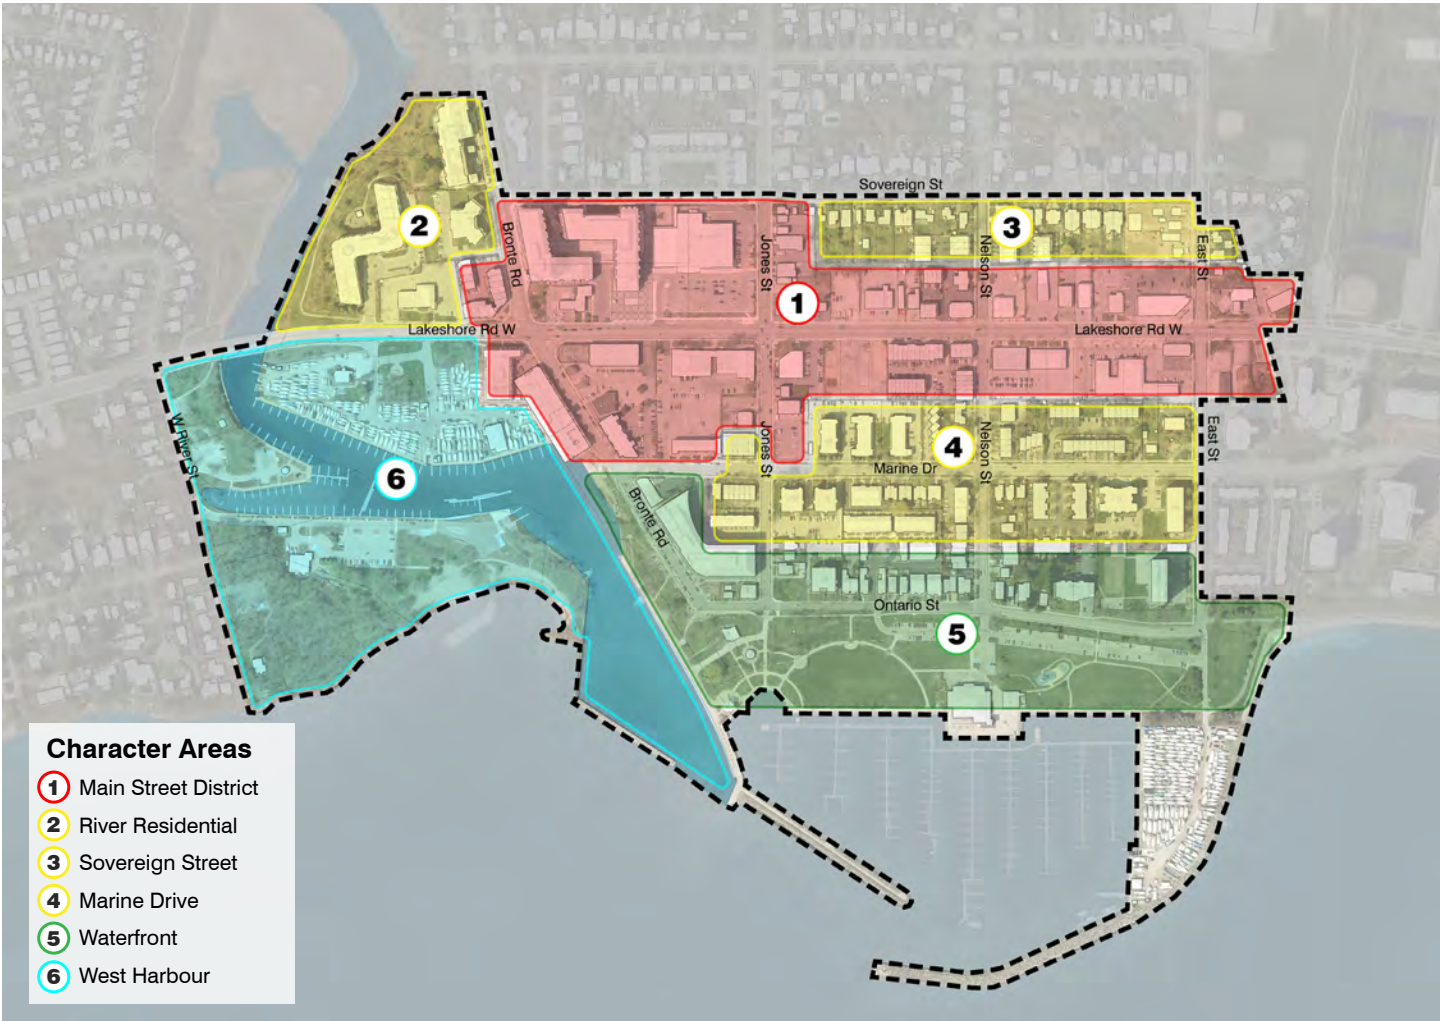 Sovereign St
2
3
Bronte Rd
Jones St
Nelson St
East St
1
Lakeshore Rd W
Lakeshore Rd W
W River St
Jones St
Nelson St
East St
4
Marine Dr
6
Bronte Rd
Ontario St
5
Character Areas
1 Main Street District
2 River Residential
3 Sovereign Street
4 Marine Drive
5 Waterfront
6 West Harbour